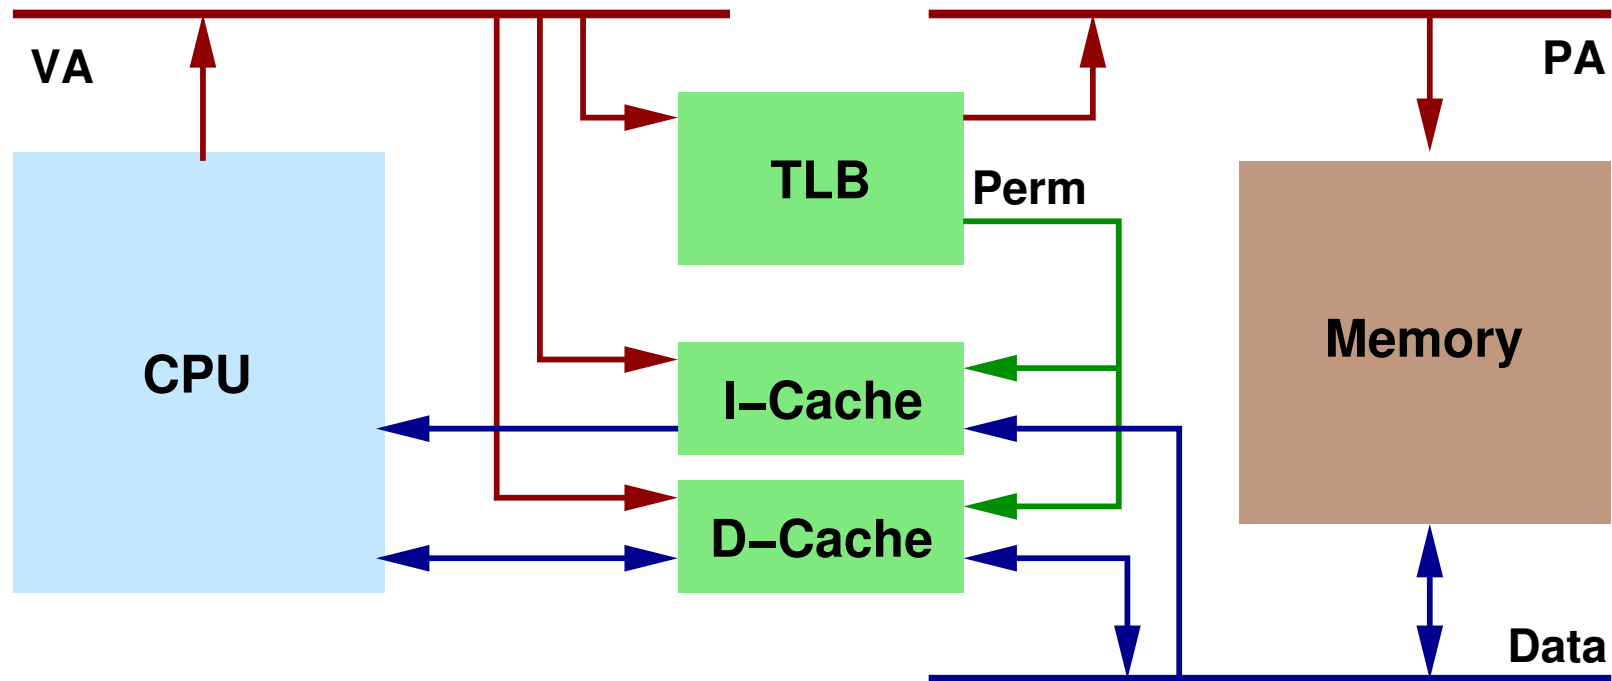 VA
PA
TLB
Perm
CPU
Memory
I–Cache
D–Cache
Data